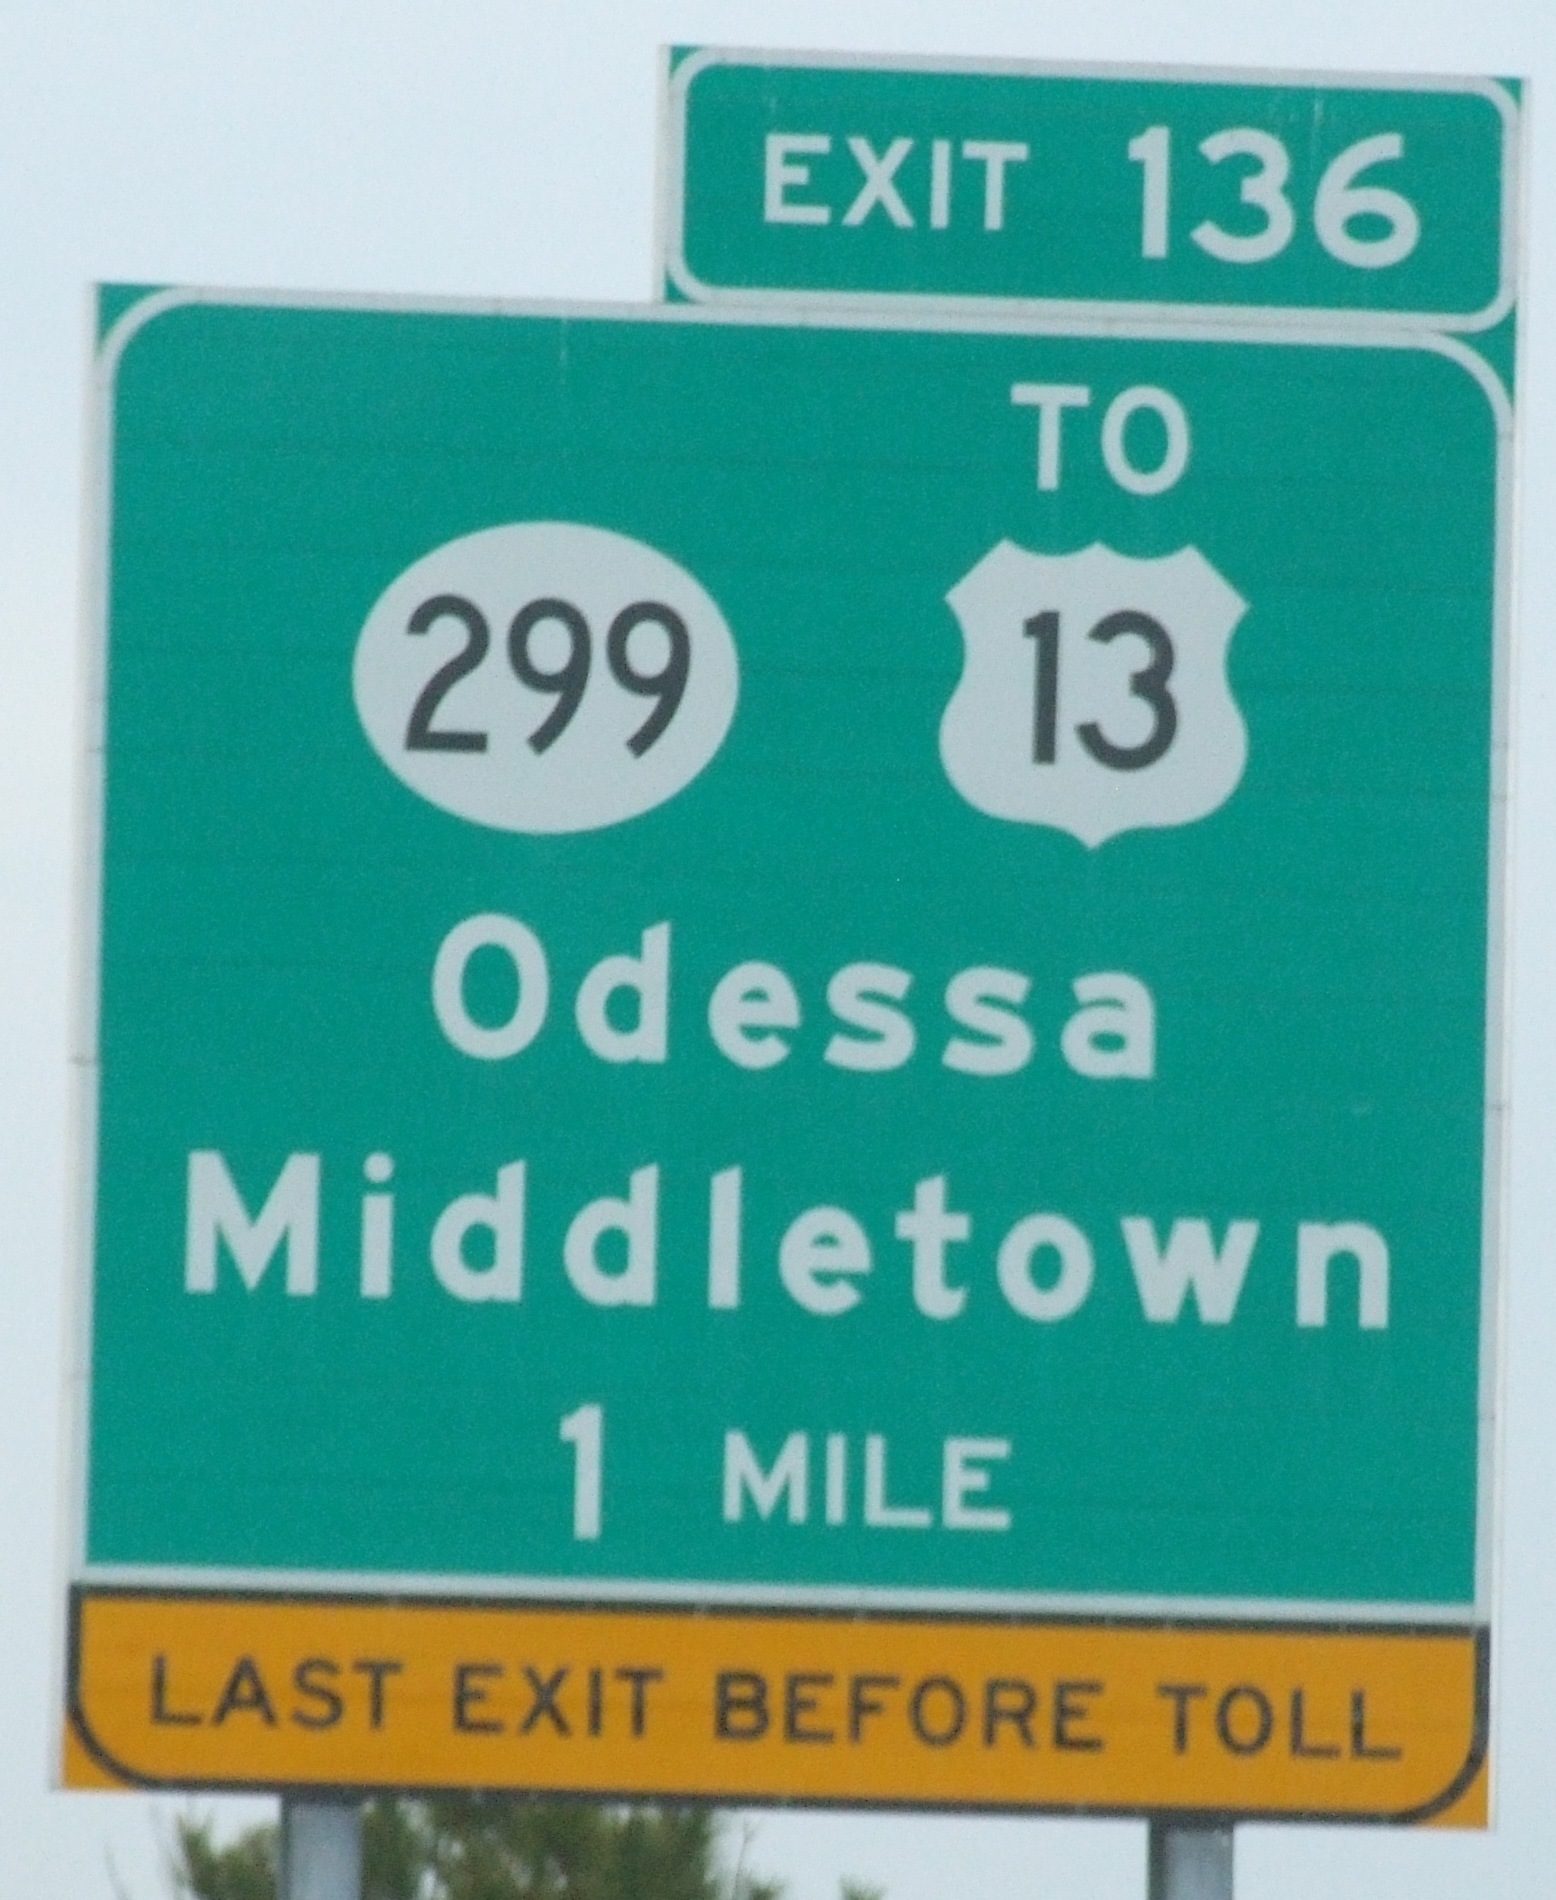 EXIT 136
TO
299 13
Odessa
Middletown
1 MILE
LAST EXIT BEFORE TOLL